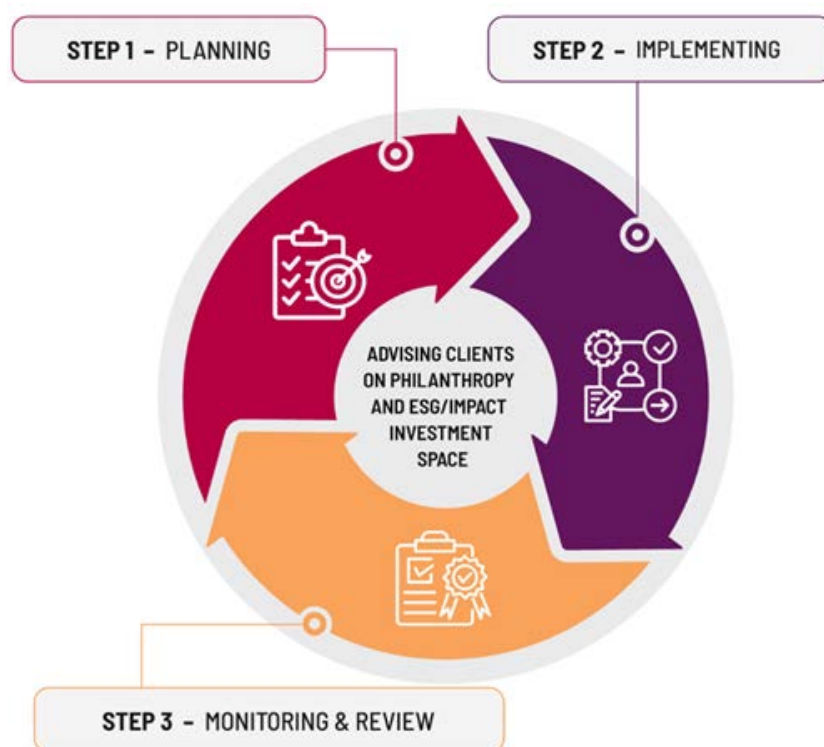 STEP 1 - PLANNING
STEP 2 - IMPLEMENTING
ADVISING CLIENTS
ON PHILANTHROPY
AND ESG/IMPACT
INVESTMENT
SPACE
STEP 3 - MONITORING & REVIEW